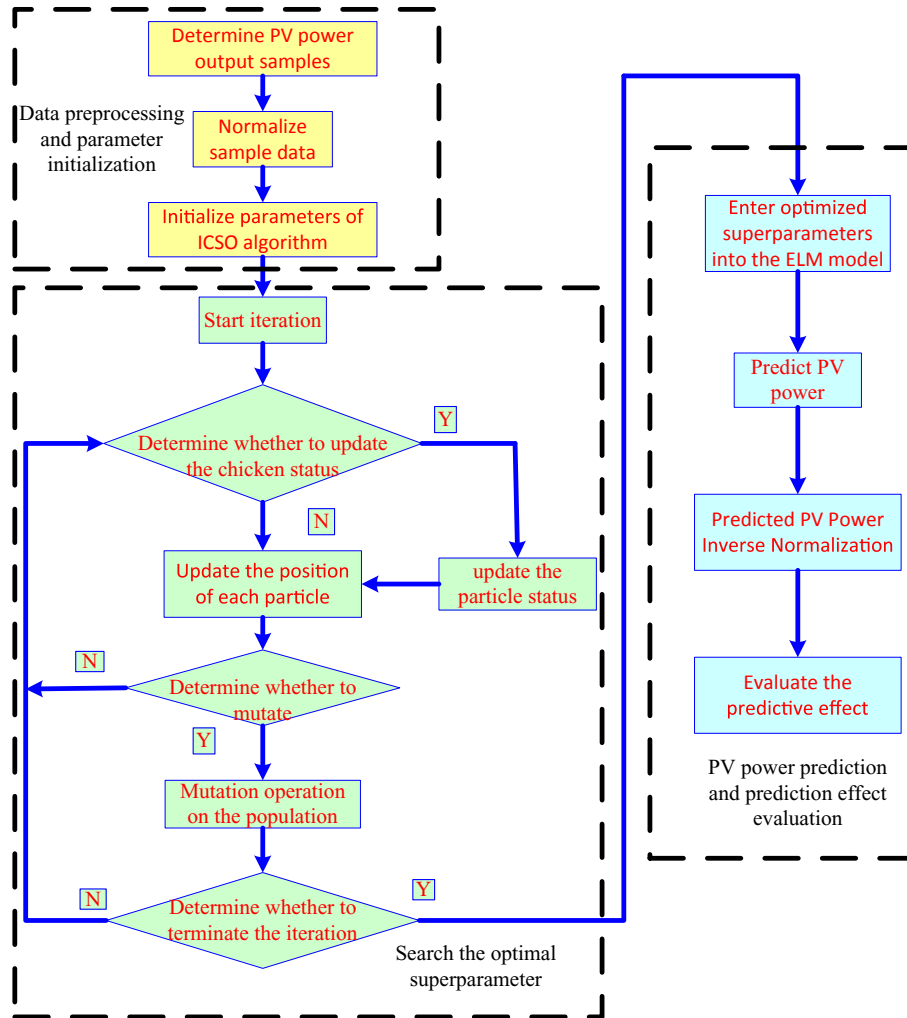 Determine PV power
output samples
Data preprocessing
and parameter
initialization
Normalize
sample data
Initialize parameters of
ICSO algorithm
Start iteration
Determine whether to update
the chicken status
Y
N
Update the position
of each particle
update the
particle status
N
Determine whether to
mutate
Y
Mutation operation
on the population
N
Determine whether to
terminate the iteration
Y
Search the optimal
superparameter
Enter optimized
superparameters
into the ELM model
Predict PV
power
Predicted PV Power
Inverse Normalization
Evaluate the
predictive effect
PV power prediction
and prediction effect
evaluation